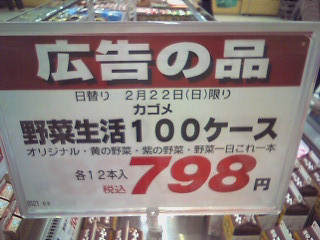 広告の品
日替り 2月22日(日)限り
カゴメ
野菜生活100ケース
オリジナル・黄の野菜・紫の野菜・野菜一日これ一本
各12本入
税込 798円